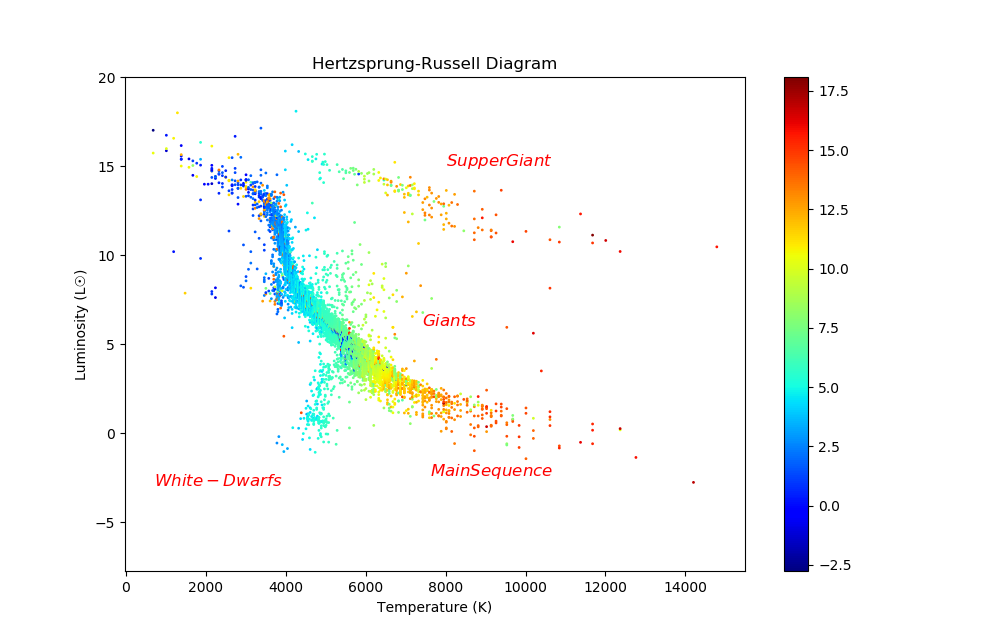 Hertzsprung-Russell Diagram
20
15
10
5
0
−5
Luminosity (L☉)
SupperGiant
Giants
MainSequence
White − Dwarfs
0 2000 4000 6000 8000 10000 12000 14000
Temperature (K)
17.5
15.0
12.5
10.0
7.5
5.0
2.5
0.0
−2.5